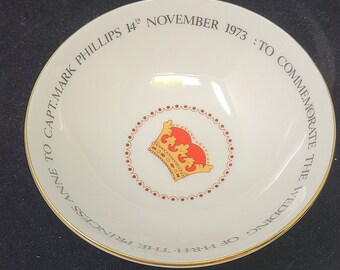 TO COMMEMORATE THE WEDDING OF H·R·H· THE PRINCESS ANNE TO CAPT. MARK PHILLIPS 14th NOVEMBER 1973 :